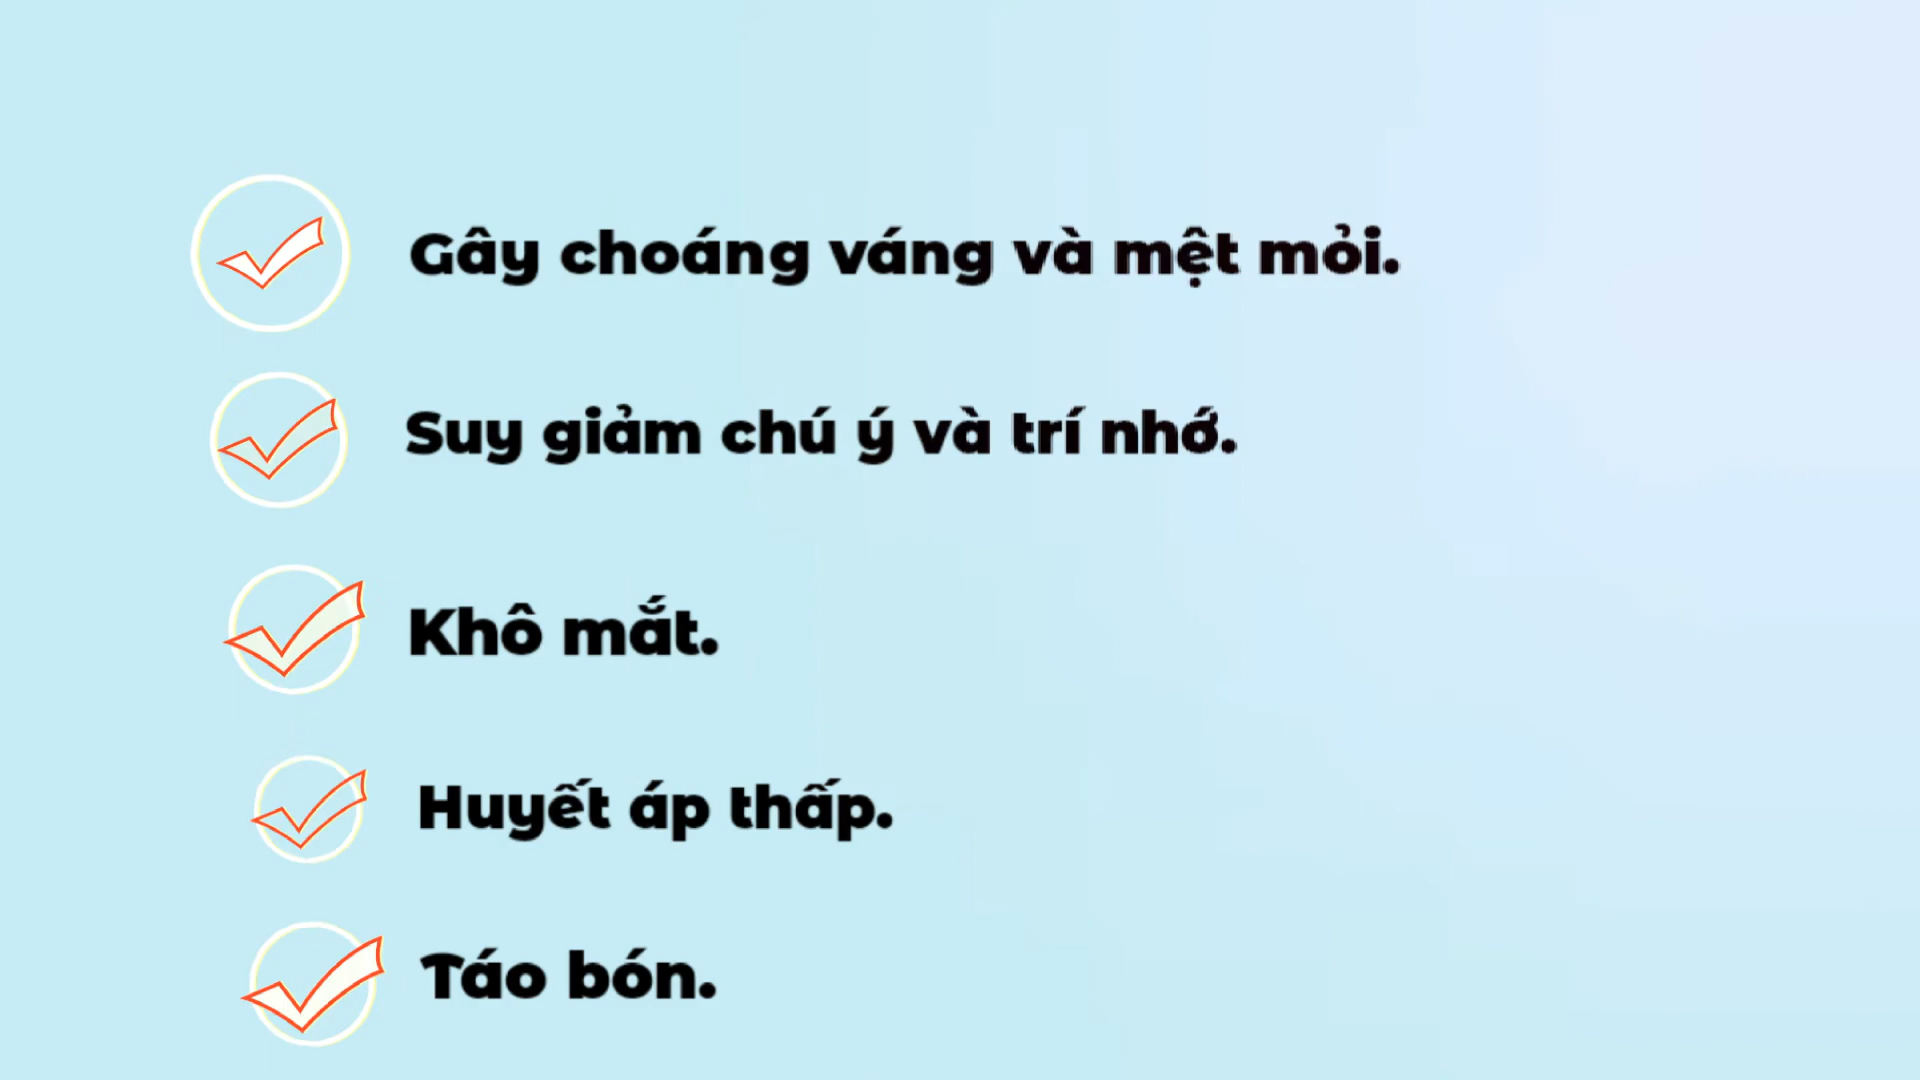 Gây choáng váng và mệt mỏi.
Suy giảm chú ý và trí nhớ.
Khô mắt.
Huyết áp thấp.
Táo bón.